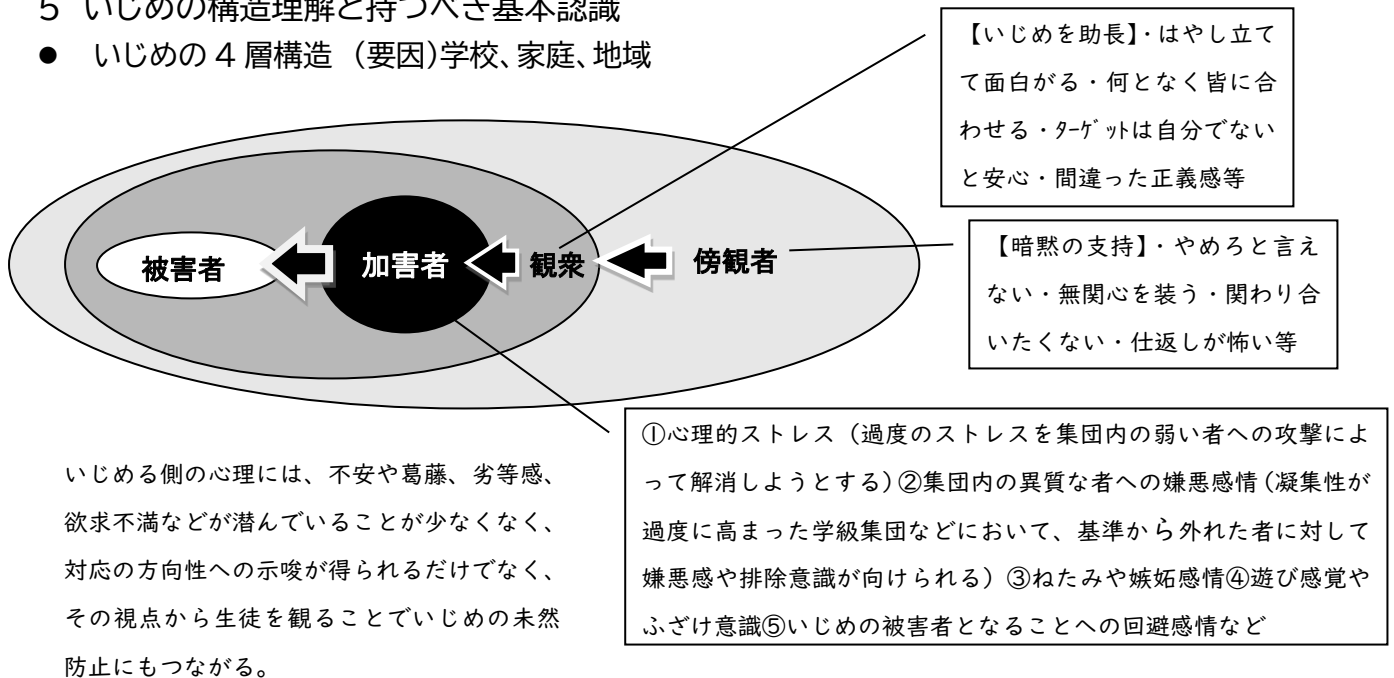 5 いじめの構造理解と持つべき基本認識
● いじめの4層構造 (要因)学校、家庭、地域
【いじめを助長】・はやし立て
て面白がる・何となく皆に合
わせる・ﾀｰｹﾞｯﾄは自分でない
と安心・間違った正義感等
被害者
加害者
観衆
傍観者
【暗黙の支持】・やめろと言え
ない・無関心を装う・関わり合
いたくない・仕返しが怖い等
①心理的ストレス（過度のストレスを集団内の弱い者への攻撃によ
って解消しようとする）②集団内の異質な者への嫌悪感情（凝集性が
過度に高まった学級集団などにおいて、基準から外れた者に対して
嫌悪感や排除意識が向けられる）③ねたみや嫉妬感情④遊び感覚や
ふざけ意識⑤いじめの被害者となることへの回避感情など
いじめる側の心理には、不安や葛藤、劣等感、
欲求不満などが潜んでいることが少なくなく、
対応の方向性への示唆が得られるだけでなく、
その視点から生徒を観ることでいじめの未然
防止にもつながる。